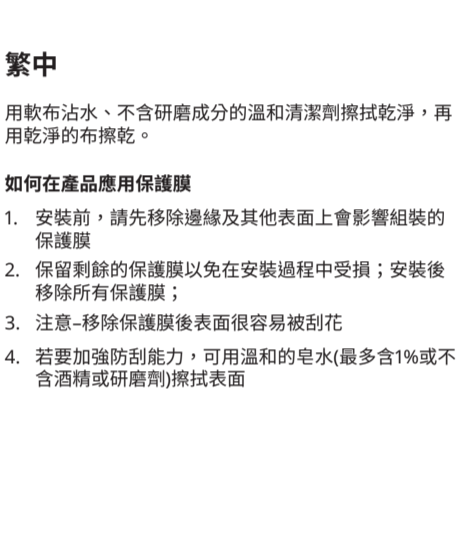 繁中
用軟布沾水、不含研磨成分的溫和清潔劑擦拭乾淨，再
用乾淨的布擦乾。
如何在產品應用保護膜
1. 安裝前，請先移除邊緣及其他表面上會影響組裝的
保護膜
2. 保留剩餘的保護膜以免在安裝過程中受損；安裝後
移除所有保護膜；
3. 注意–移除保護膜後表面很容易被刮花
4. 若要加強防刮能力，可用溫和的皂水(最多含1%或不
含酒精或研磨劑)擦拭表面